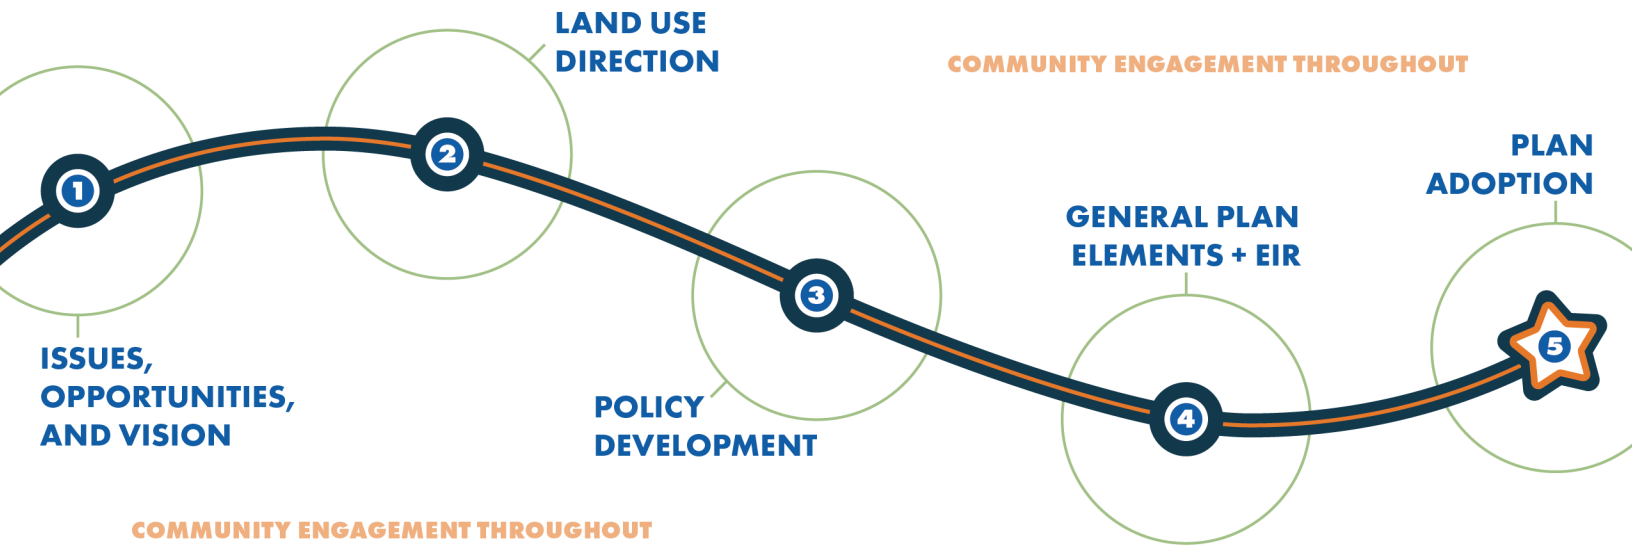 LAND USE
DIRECTION
COMMUNITY ENGAGEMENT THROUGHOUT
PLAN
ADOPTION
1
2
GENERAL PLAN
ELEMENTS + EIR
3
5
ISSUES,
OPPORTUNITIES,
AND VISION
POLICY
DEVELOPMENT
4
COMMUNITY ENGAGEMENT THROUGHOUT